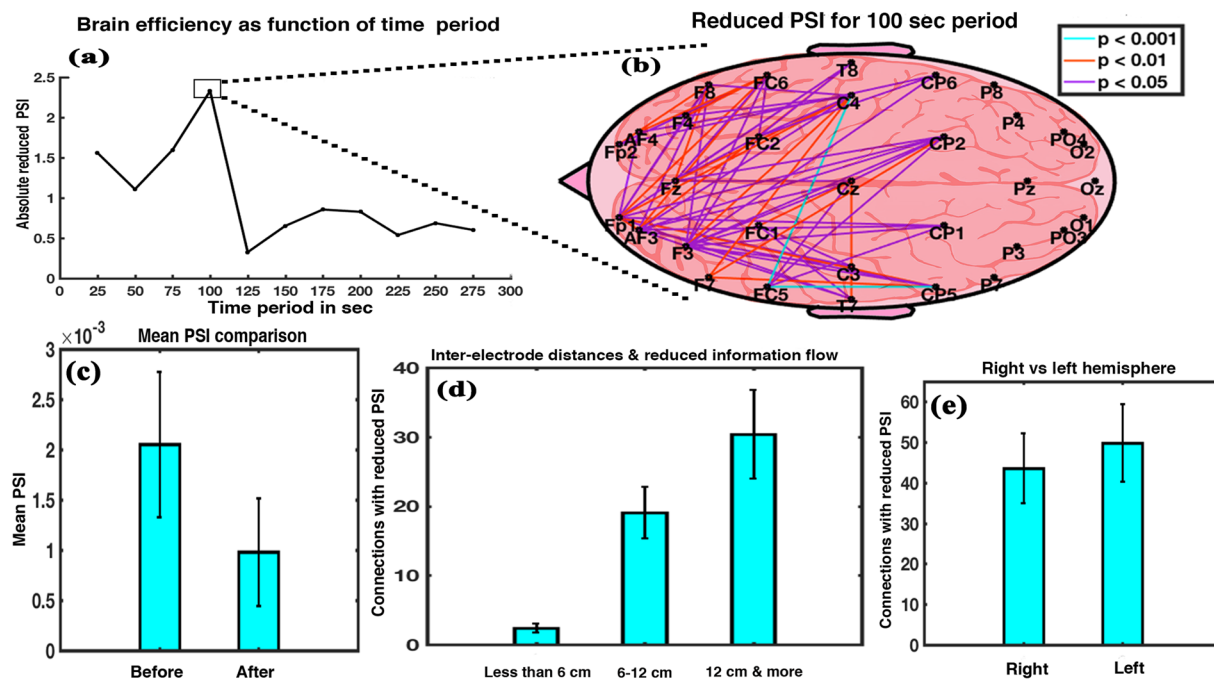 Brain efficiency as function of time period
(a)
Absolute reduced PSI
2.5
2
1.5
1
0.5
0
0 25 50 75 100 125 150 175 200 225 250 275 300
Time period in sec
Reduced PSI for 100 sec period
(b)
p < 0.001
p < 0.01
p < 0.05
T8
F8 FC6 CP6 P8
C4
F4 P4
AF4 PO4
Fp2 FC2 CP2 O2
Fz Cz Pz Oz
Fp1 FC1 CP1 O1
AF3 PO3
F3 P3
C3
F7 FC5 CP5 P7
T7
Mean PSI comparison
×10⁻³
(c)
Mean PSI
3
2.5
2
1.5
1
0.5
0
Before After
Inter-electrode distances & reduced information flow
(d)
Connections with reduced PSI
40
30
20
10
0
Less than 6 cm 6-12 cm 12 cm & more
Right vs left hemisphere
(e)
Connections with reduced PSI
60
50
40
30
20
10
0
Right Left